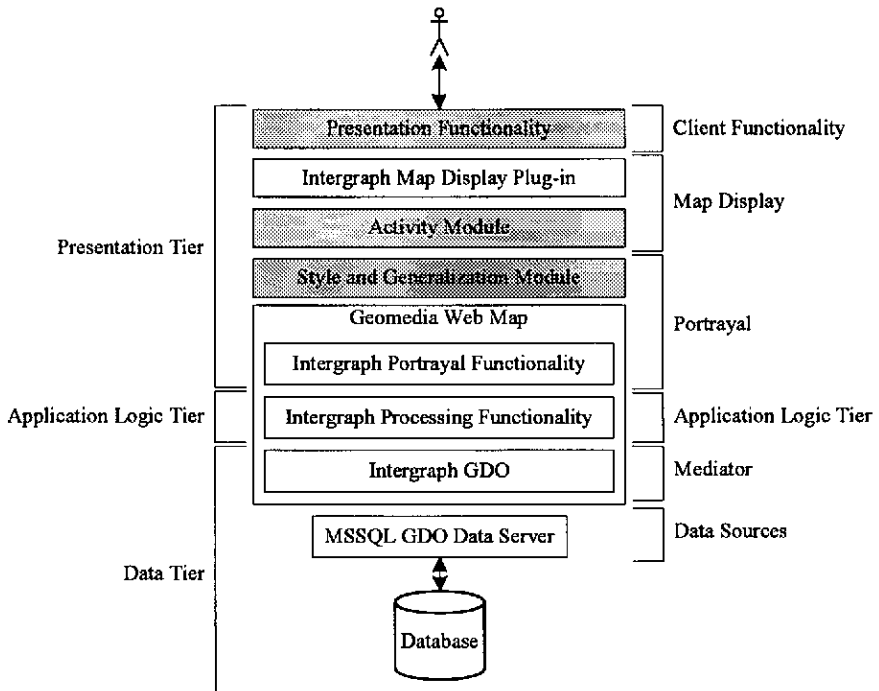 Presentation Functionality
Client Functionality
Intergraph Map Display Plug-in
Map Display
Activity Module
Presentation Tier
Style and Generalization Module
Geomedia Web Map
Portrayal
Intergraph Portrayal Functionality
Application Logic Tier
Intergraph Processing Functionality
Application Logic Tier
Intergraph GDO
Mediator
MSSQL GDO Data Server
Data Sources
Data Tier
Database